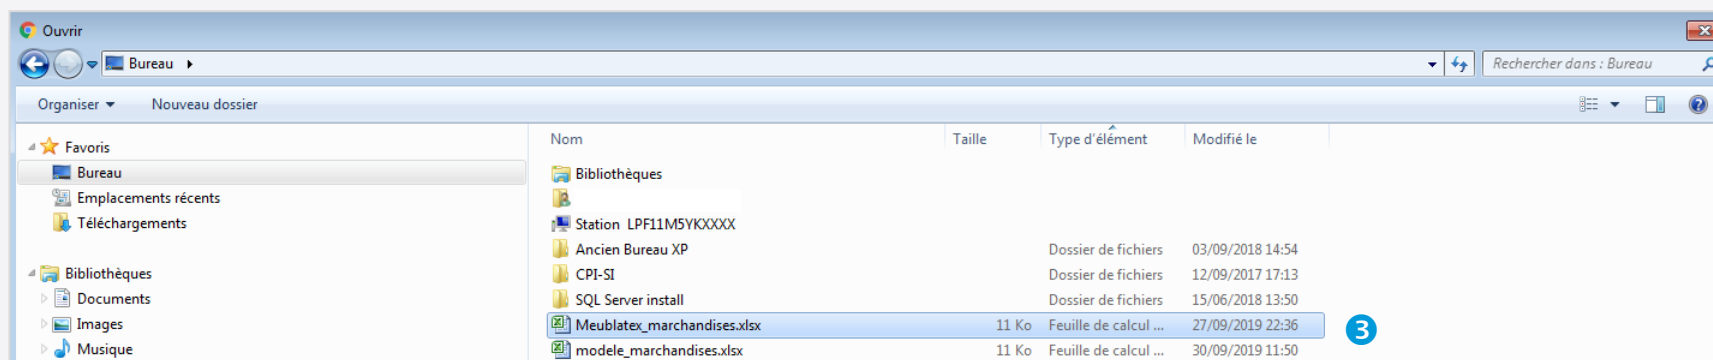 Ouvrir
Bureau
Rechercher dans : Bureau
Organiser Nouveau dossier
Nom Taille Type d'élément Modifié le
Favoris
Bureau
Emplacements récents
Téléchargements
Bibliothèques
Documents
Images
Musique
Bibliothèques
Station LPF11M5YKXXXX
Ancien Bureau XP Dossier de fichiers 03/09/2018 14:54
CPI-SI Dossier de fichiers 12/09/2017 17:13
SQL Server install Dossier de fichiers 15/06/2018 13:50
Meublatex_marchandises.xlsx 11 Ko Feuille de calcul ... 27/09/2019 22:36
3
modele_marchandises.xlsx 11 Ko Feuille de calcul ... 30/09/2019 11:50